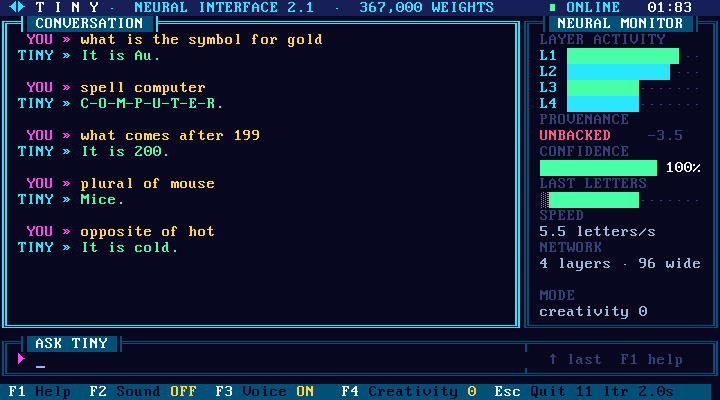 T I N Y · NEURAL INTERFACE 2.1 · 367,000 WEIGHTS ONLINE 01:83
CONVERSATION
YOU » what is the symbol for gold
TINY » It is Au.
YOU » spell computer
TINY » C-O-M-P-U-T-E-R.
YOU » what comes after 199
TINY » It is 200.
YOU » plural of mouse
TINY » Mice.
YOU » opposite of hot
TINY » It is cold.
NEURAL MONITOR
LAYER ACTIVITY
L1
L2
L3
L4
PROVENANCE
UNBACKED -3.5
CONFIDENCE
100%
LAST LETTERS
SPEED
5.5 letters/s
NETWORK
4 layers · 96 wide
MODE
creativity 0
ASK TINY
_
↑ last F1 help
F1 Help F2 Sound OFF F3 Voice ON F4 Creativity 0 Esc Quit 11 ltr 2.0s